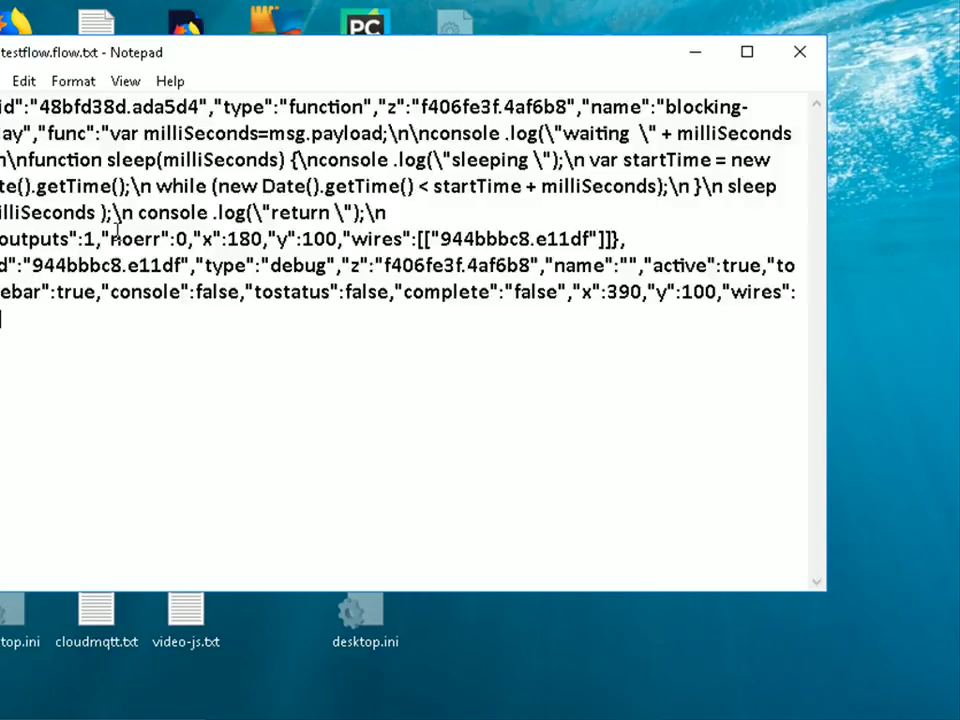 PC
testflow.flow.txt - Notepad
Edit Format View Help
id":"48bfd38d.ada5d4","type":"function","z":"f406fe3f.4af6b8","name":"blocking-
ay","func":"var milliSeconds=msg.payload;\n\nconsole .log(\"waiting \" + milliSeconds
n\nfunction sleep(milliSeconds) {\nconsole .log(\"sleeping \");\n var startTime = new
te().getTime();\n while (new Date().getTime() < startTime + milliSeconds);\n }\n sleep
illiSeconds );\n console .log(\"return \");\n
outputs":1,"noerr":0,"x":180,"y":100,"wires":[["944bbbc8.e11df"]]},
d":"944bbbc8.e11df","type":"debug","z":"f406fe3f.4af6b8","name":"","active":true,"to
ebar":true,"console":false,"tostatus":false,"complete":"false","x":390,"y":100,"wires":
]
top.ini cloudmqtt.txt video-js.txt desktop.ini